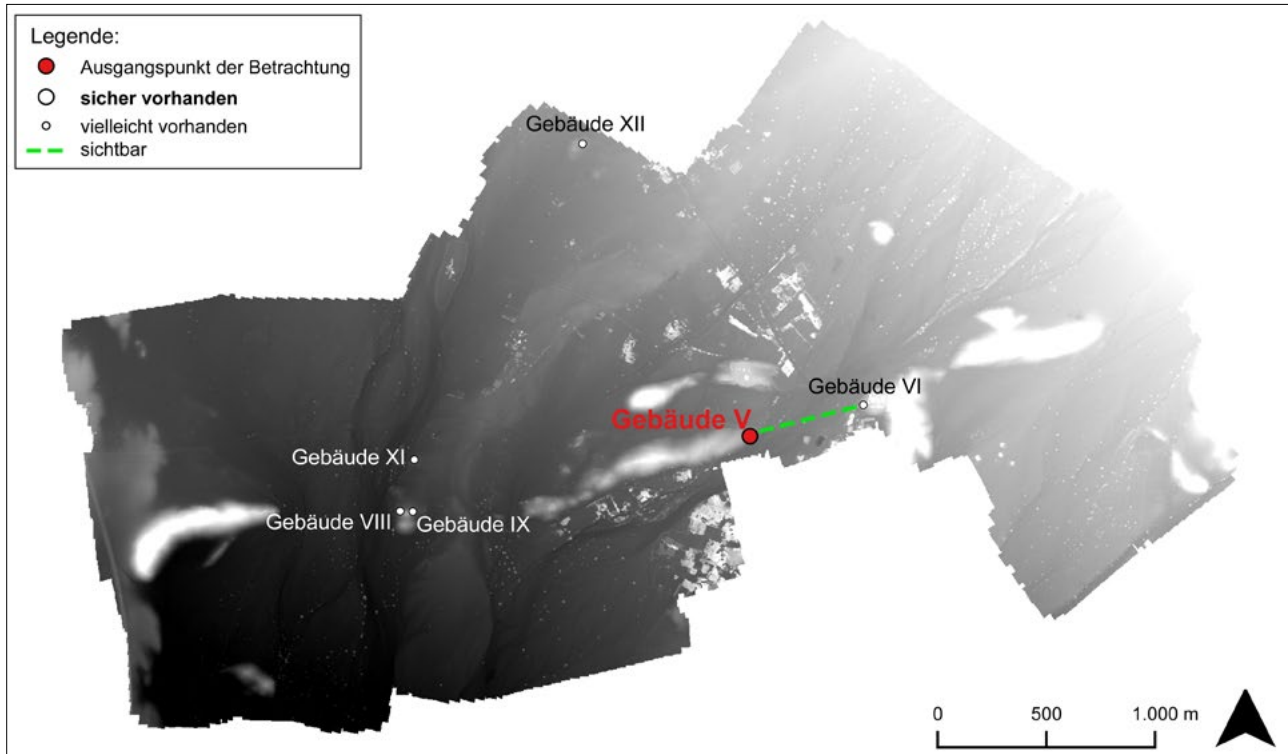 Legende:
Ausgangspunkt der Betrachtung
sicher vorhanden
vielleicht vorhanden
sichtbar
Gebäude XII
Gebäude VI
Gebäude V
Gebäude XI
Gebäude VIII
Gebäude IX
0 500 1.000 m